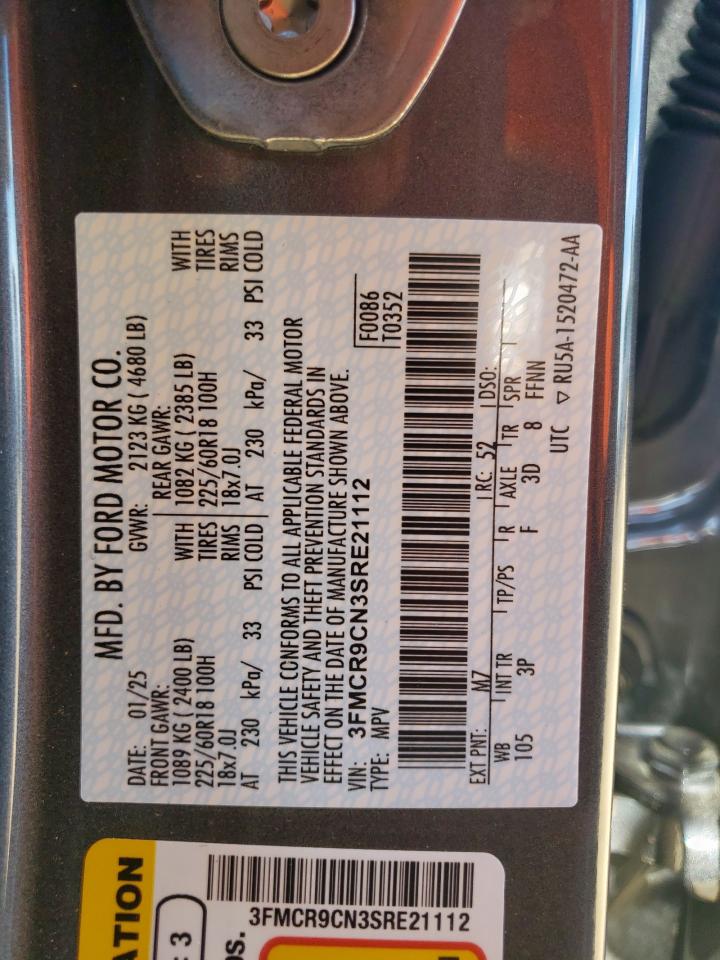 MFD. BY FORD MOTOR CO.
DATE: 01/25 GVWR: 2123 KG ( 4680 LB)
FRONT GAWR: REAR GAWR:
1089 KG ( 2400 LB) WITH 1082 KG ( 2385 LB) WITH
225/60R18 100H TIRES 225/60R18 100H TIRES
18x7.0J RIMS 18x7.0J RIMS
AT 230 kPa/ 33 PSI COLD AT 230 kPa/ 33 PSI COLD
THIS VEHICLE CONFORMS TO ALL APPLICABLE FEDERAL MOTOR
VEHICLE SAFETY AND THEFT PREVENTION STANDARDS IN
EFFECT ON THE DATE OF MANUFACTURE SHOWN ABOVE.
VIN: 3FMCR9CN3SRE21112 F0086
TYPE: MPV T0352
EXT PNT: M7 RC: 52 DSO:
WB INT TR TP/PS R AXLE TR SPR
105 3P F 3D 8 FFNN
UTC ▽ RU5A-1520472-AA
ATION
: 3
3FMCR9CN3SRE21112
os.